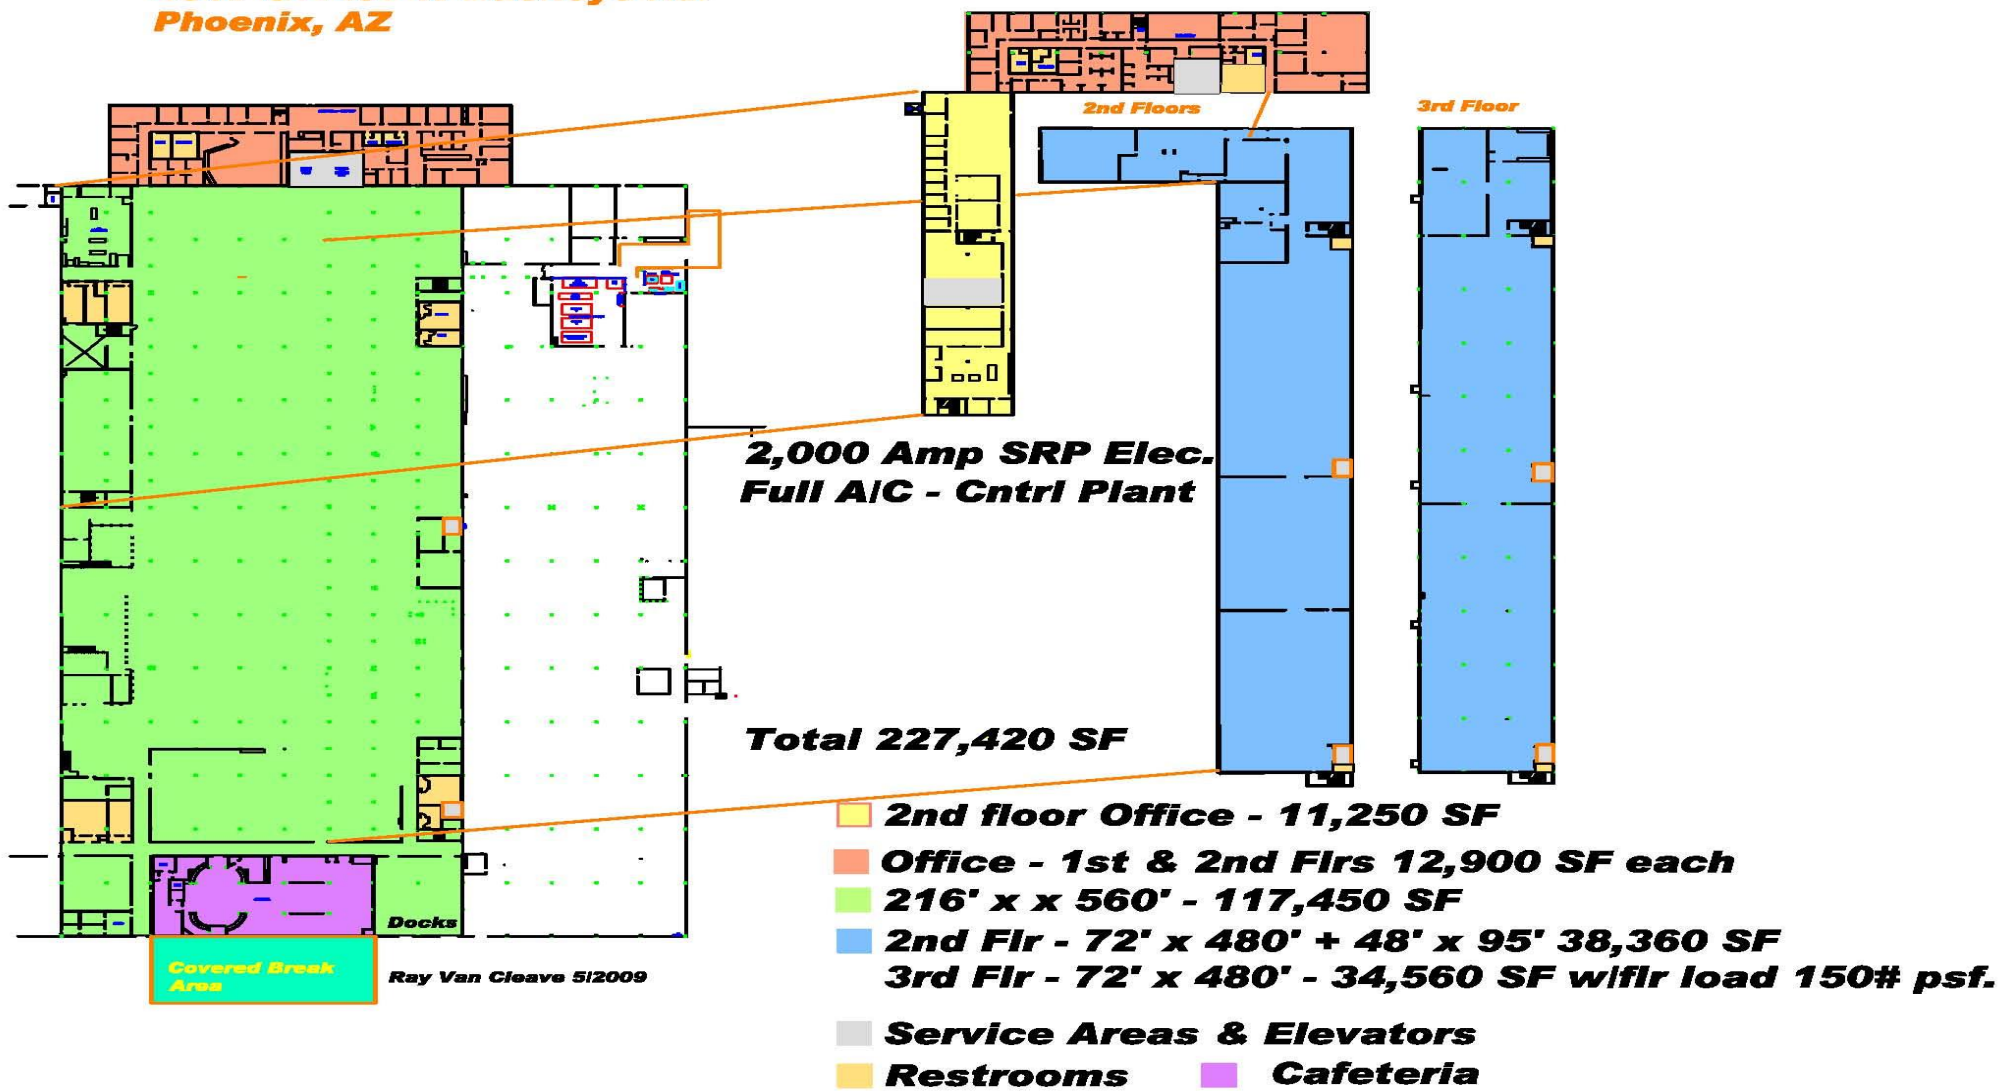 Phoenix, AZ
2nd Floors
3rd Floor
2,000 Amp SRP Elec.
Full A/C - Cntrl Plant
Total 227,420 SF
2nd floor Office - 11,250 SF
Office - 1st & 2nd Flrs 12,900 SF each
216' x x 560' - 117,450 SF
2nd Flr - 72' x 480' + 48' x 95' 38,360 SF
3rd Flr - 72' x 480' - 34,560 SF w/flr load 150# psf.
Service Areas & Elevators
Restrooms
Cafeteria
Docks
Covered Break
Area
Ray Van Cleave 5/2009